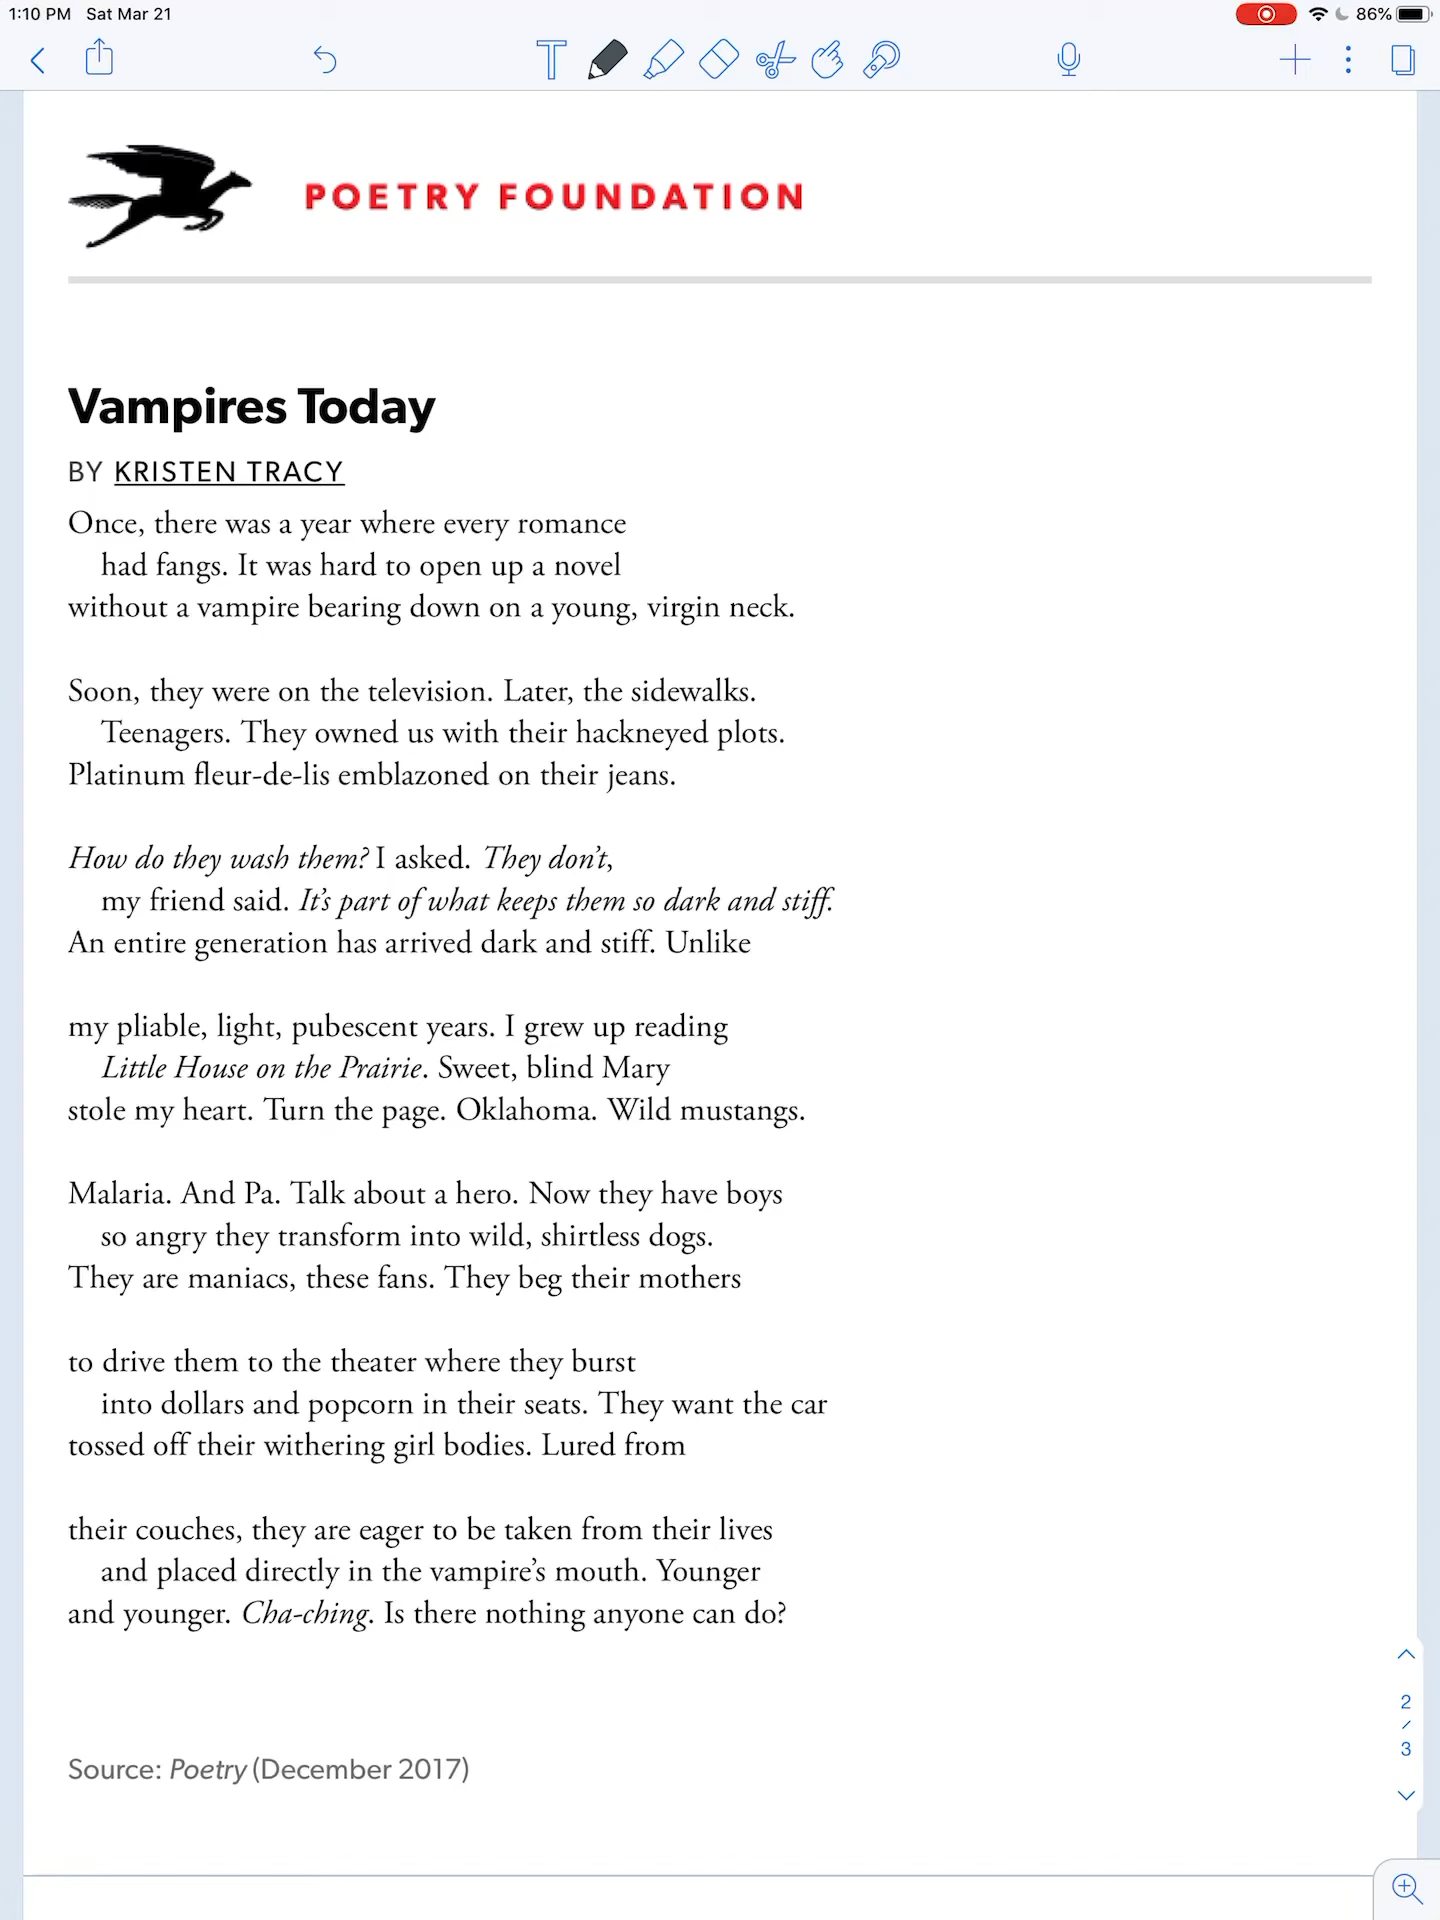 1:10 PM Sat Mar 21
86%
POETRY FOUNDATION
Vampires Today
BY KRISTEN TRACY
Once, there was a year where every romance
had fangs. It was hard to open up a novel
without a vampire bearing down on a young, virgin neck.
Soon, they were on the television. Later, the sidewalks.
Teenagers. They owned us with their hackneyed plots.
Platinum fleur-de-lis emblazoned on their jeans.
How do they wash them? I asked. They don’t,
my friend said. It’s part of what keeps them so dark and stiff.
An entire generation has arrived dark and stiff. Unlike
my pliable, light, pubescent years. I grew up reading
Little House on the Prairie. Sweet, blind Mary
stole my heart. Turn the page. Oklahoma. Wild mustangs.
Malaria. And Pa. Talk about a hero. Now they have boys
so angry they transform into wild, shirtless dogs.
They are maniacs, these fans. They beg their mothers
to drive them to the theater where they burst
into dollars and popcorn in their seats. They want the car
tossed off their withering girl bodies. Lured from
their couches, they are eager to be taken from their lives
and placed directly in the vampire’s mouth. Younger
and younger. Cha-ching. Is there nothing anyone can do?
Source: Poetry (December 2017)
2
/
3